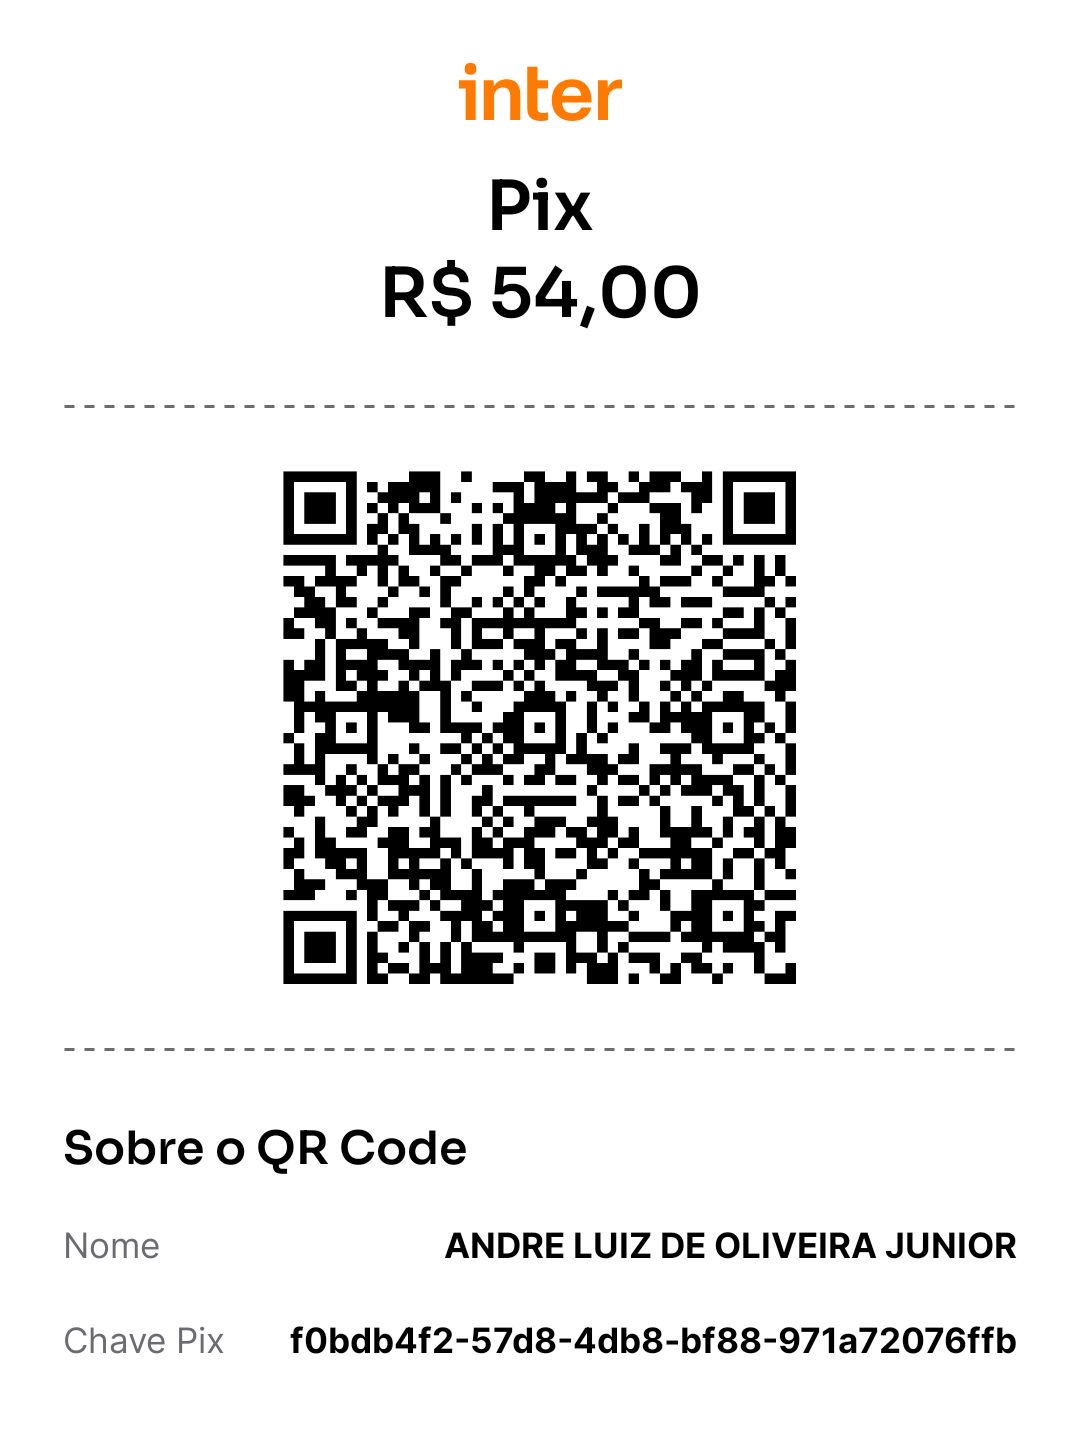 inter
Pix
R$ 54,00
Sobre o QR Code
Nome ANDRE LUIZ DE OLIVEIRA JUNIOR
Chave Pix f0bdb4f2-57d8-4db8-bf88-971a72076ffb